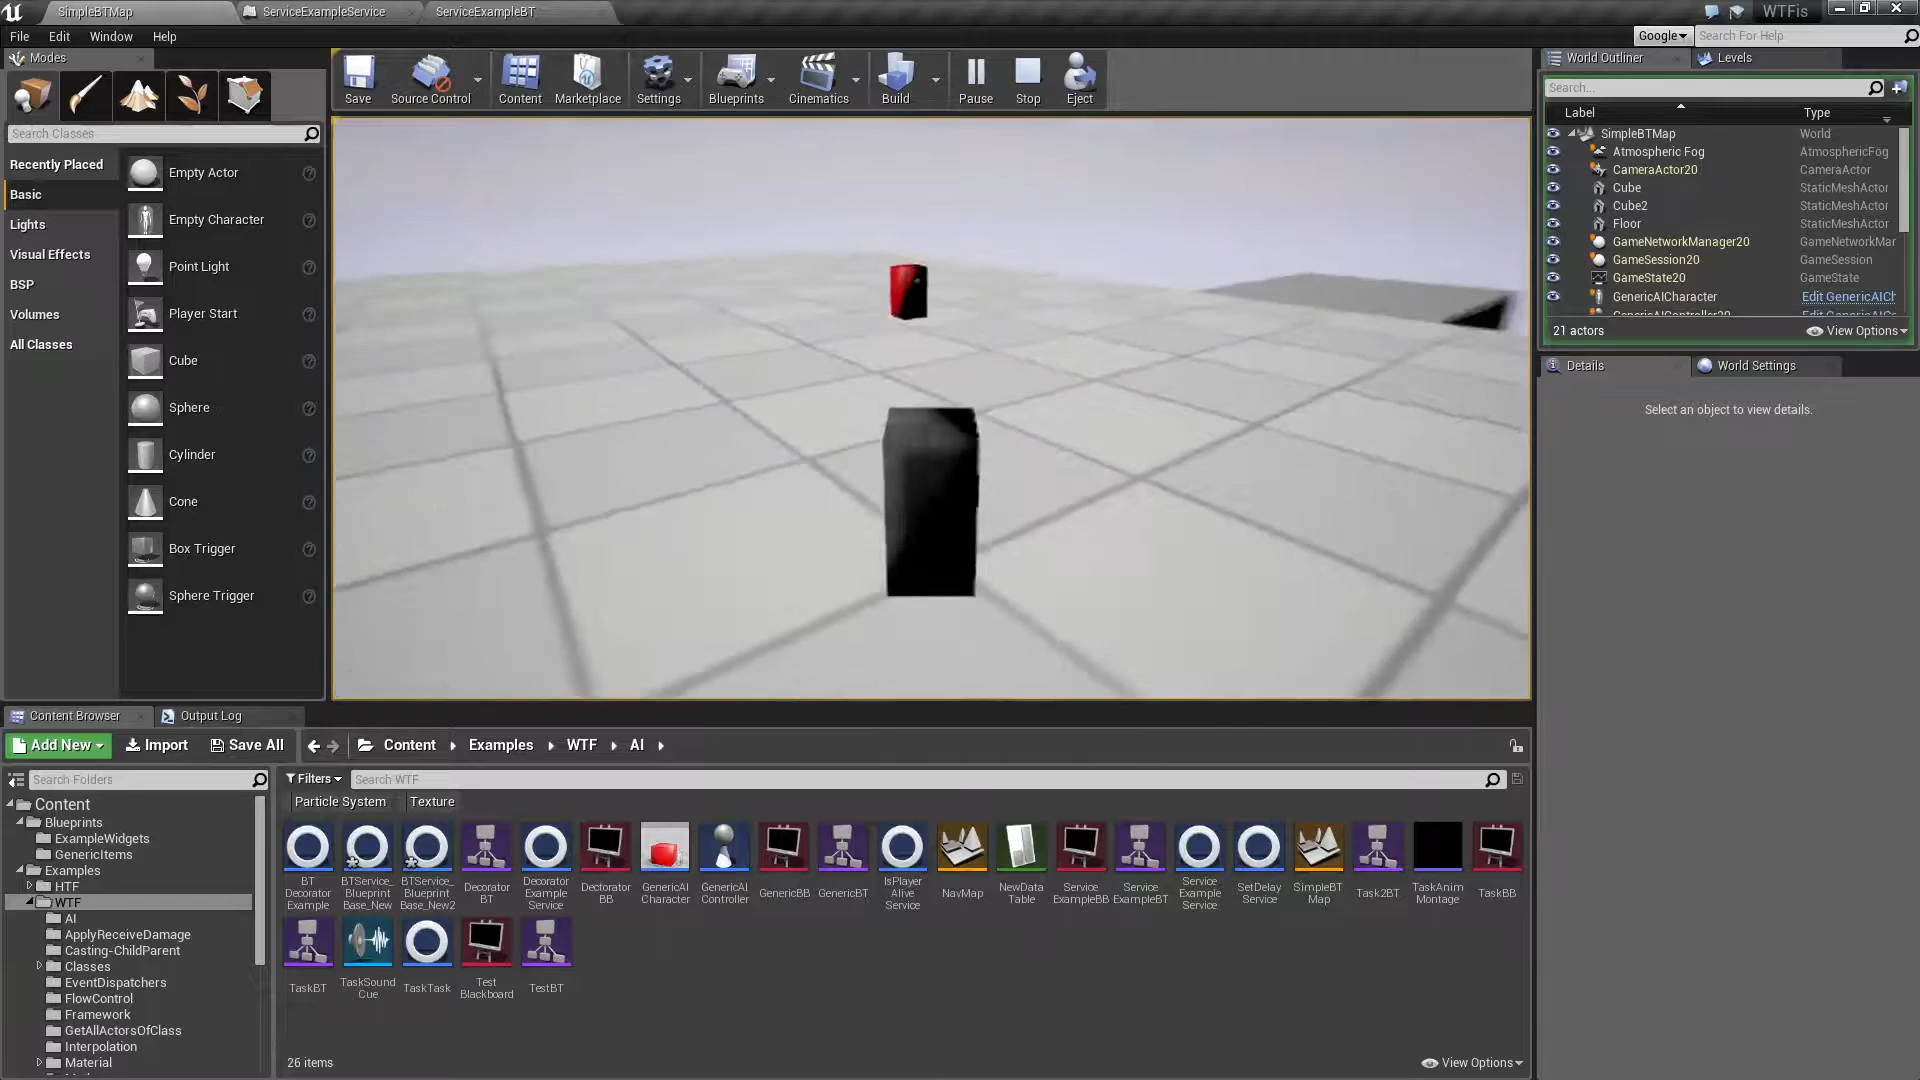 SimpleBTMap
ServiceExampleService
ServiceExampleBT
WTFis
File
Edit
Window
Help
Google
Search For Help
Modes
Save
Source Control
Content
Marketplace
Settings
Blueprints
Cinematics
Build
Pause
Stop
Eject
World Outliner
Levels
Search...
Label
Type
SimpleBTMap
World
Atmospheric Fog
AtmosphericFog
CameraActor20
CameraActor
Cube
StaticMeshActor
Cube2
StaticMeshActor
Floor
StaticMeshActor
GameNetworkManager20
GameNetworkMar
GameSession20
GameSession
GameState20
GameState
GenericAICharacter
Edit GenericAICh
GenericAIController20
21 actors
View Options
Details
World Settings
Select an object to view details.
Search Classes
Recently Placed
Basic
Lights
Visual Effects
BSP
Volumes
All Classes
Empty Actor
Empty Character
Point Light
Player Start
Cube
Sphere
Cylinder
Cone
Box Trigger
Sphere Trigger
Content Browser
Output Log
Add New
Import
Save All
Content
Examples
WTF
AI
Search Folders
Filters
Search WTF
Particle System
Texture
Content
Blueprints
ExampleWidgets
GenericItems
Examples
HTF
WTF
AI
ApplyReceiveDamage
Casting-ChildParent
Classes
EventDispatchers
FlowControl
Framework
GetAllActorsOfClass
Interpolation
Material
BT
Decorator
Example
BTService_
Blueprint
Base_New
BTService_
Blueprint
Base_New2
Decorator
BT
Decorator
Example
Service
Dectorator
BB
GenericAI
Character
GenericAI
Controller
GenericBB
GenericBT
IsPlayer
Alive
Service
NavMap
NewData
Table
Service
ExampleBB
Service
ExampleBT
Service
Example
Service
SetDelay
Service
SimpleBT
Map
Task2BT
TaskAnim
Montage
TaskBB
TaskBT
TaskSound
Cue
TaskTask
Test
Blackboard
TestBT
26 items
View Options